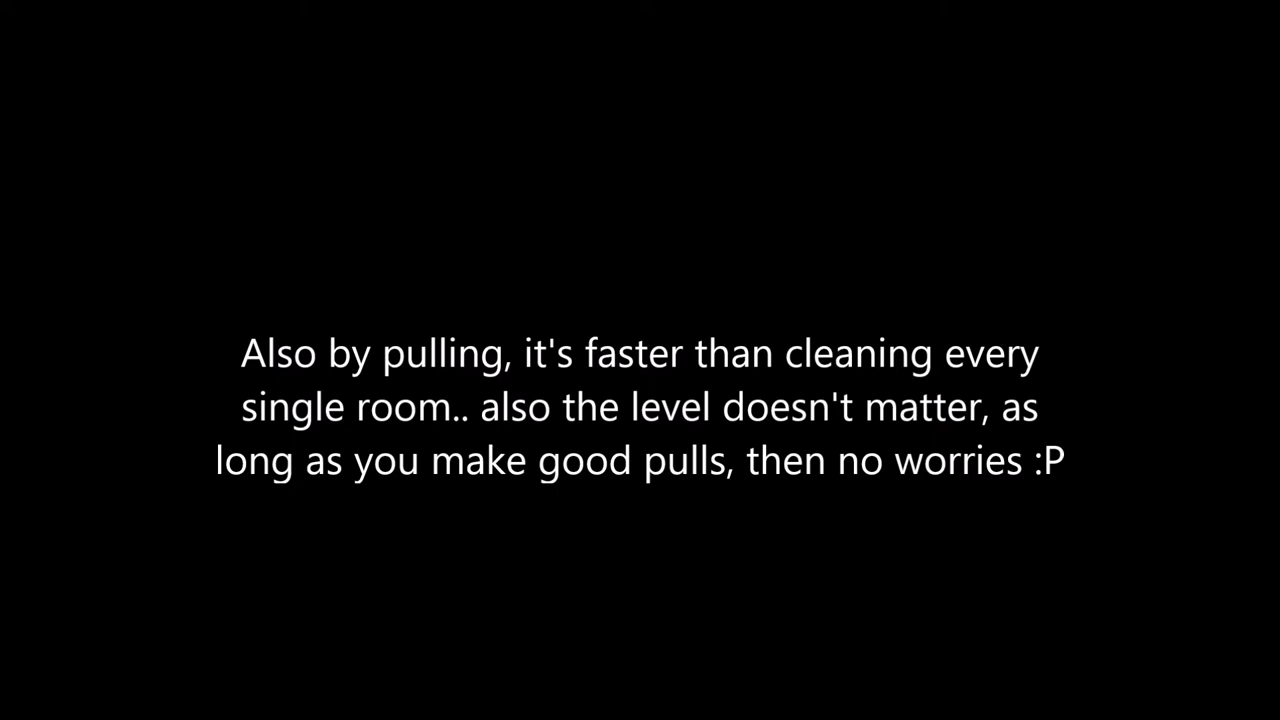 Also by pulling, it's faster than cleaning every
single room.. also the level doesn't matter, as
long as you make good pulls, then no worries :P